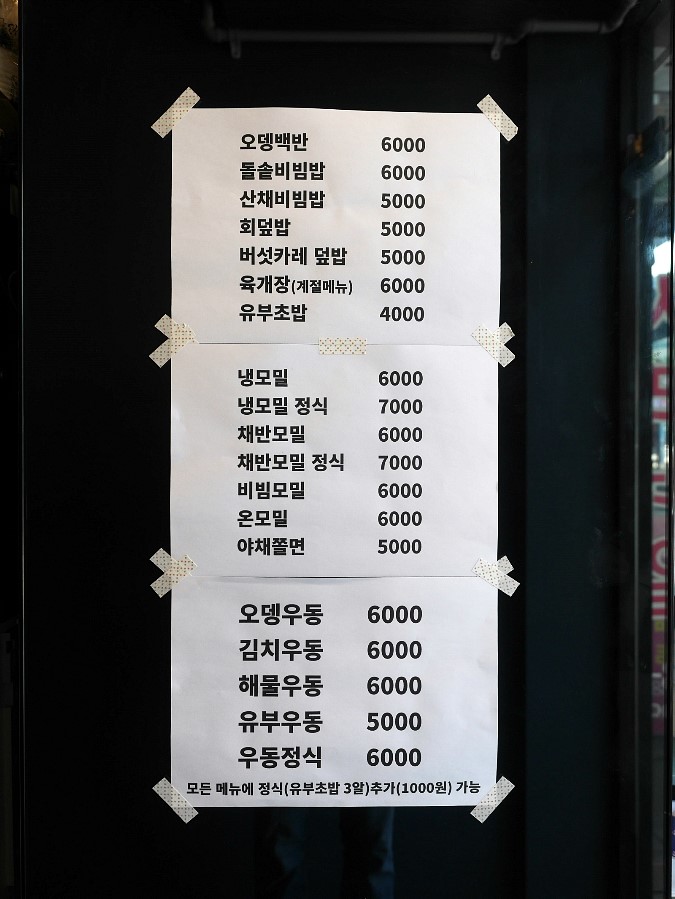 오뎅백반 6000
돌솥비빔밥 6000
산채비빔밥 5000
회덮밥 5000
버섯카레 덮밥 5000
육개장(계절메뉴) 6000
유부초밥 4000
냉모밀 6000
냉모밀 정식 7000
채반모밀 6000
채반모밀 정식 7000
비빔모밀 6000
온모밀 6000
야채쫄면 5000
오뎅우동 6000
김치우동 6000
해물우동 6000
유부우동 5000
우동정식 6000
모든 메뉴에 정식(유부초밥 3알)추가(1000원) 가능